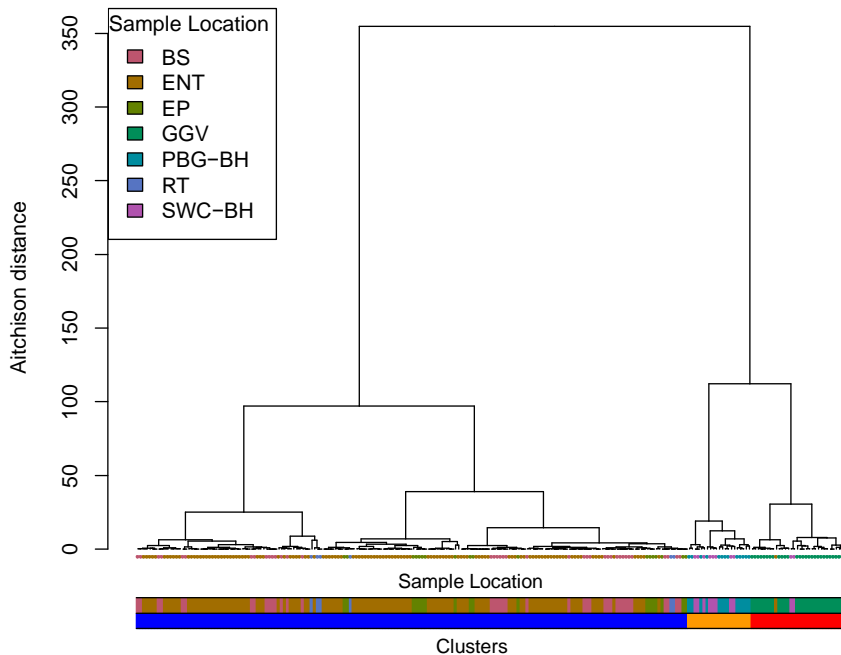 Sample Location
BS
ENT
EP
GGV
PBG−BH
RT
SWC−BH
Aitchison distance
350
300
250
200
150
100
50
0
Sample Location
Clusters